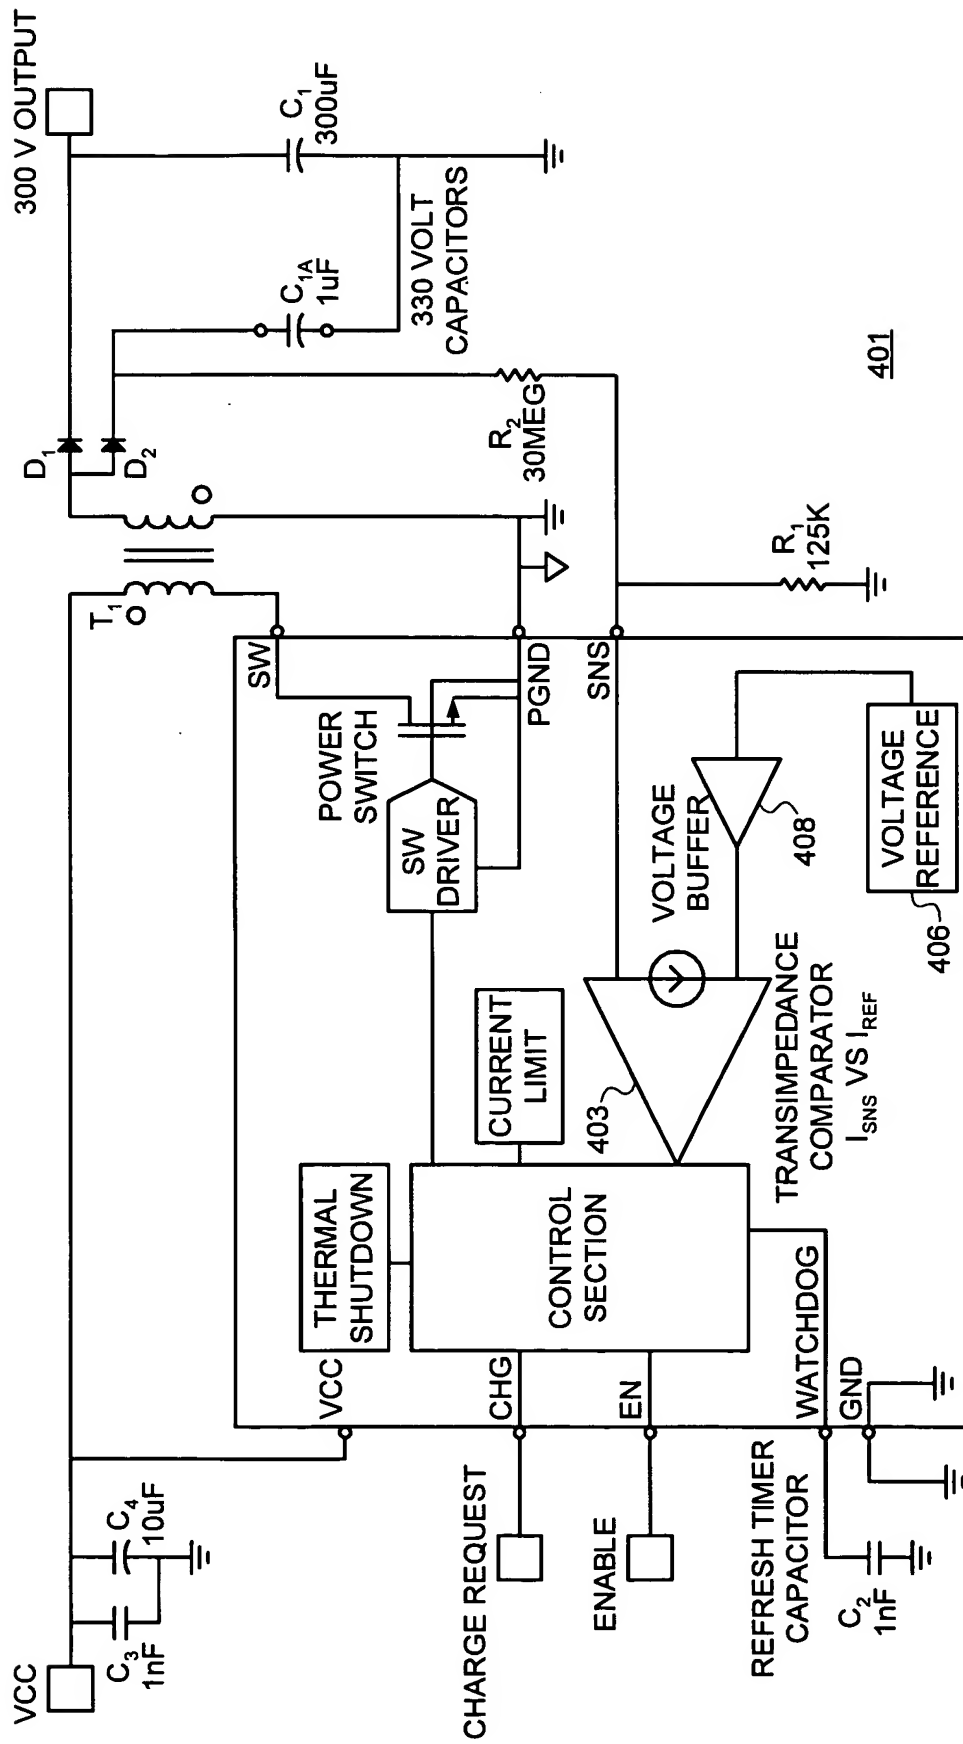 VCC
C3
1nF
C4
10uF
T1
D1
D2
300 V OUTPUT
C1
300uF
C1A
1uF
330 VOLT
CAPACITORS
R2
30MEG
R1
125K
401
SW
PGND
SNS
POWER
SWITCH
SW
DRIVER
THERMAL
SHUTDOWN
CURRENT
LIMIT
VCC
CHG
EN
WATCHDOG
GND
CONTROL
SECTION
403
VOLTAGE
BUFFER
408
TRANSIMPEDANCE
COMPARATOR
ISNS VS IREF
VOLTAGE
REFERENCE
406
CHARGE REQUEST
ENABLE
REFRESH TIMER
CAPACITOR
C2
1nF